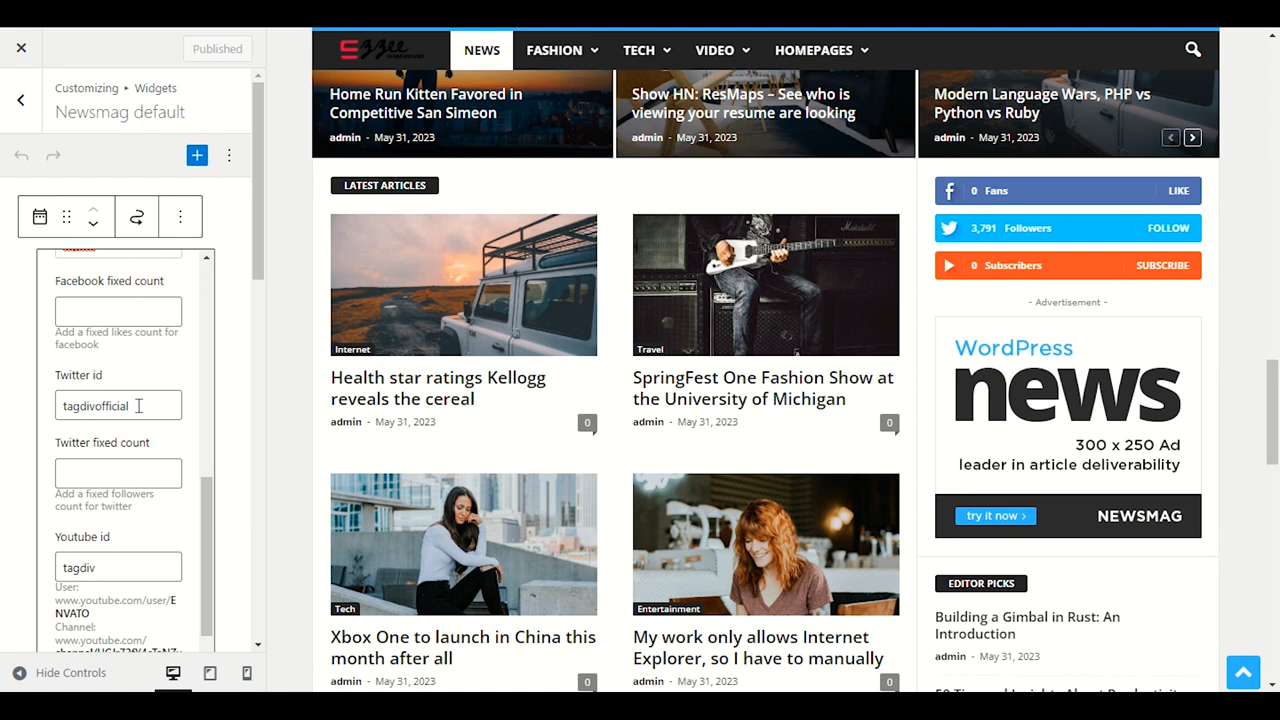 Published
Customizing ▸ Widgets
Newsmag default
Facebook fixed count
Add a fixed likes count for
facebook
Twitter id
tagdivofficial
Twitter fixed count
Add a fixed followers
count for twitter
Youtube id
tagdiv
User:
www.youtube.com/user/E
NVATO
Channel:
www.youtube.com/
Hide Controls
NEWS FASHION TECH VIDEO HOMEPAGES
Home Run Kitten Favored in
Competitive San Simeon
admin - May 31, 2023
Show HN: ResMaps – See who is
viewing your resume are looking
admin - May 31, 2023
Modern Language Wars, PHP vs
Python vs Ruby
admin - May 31, 2023
LATEST ARTICLES
Internet
Health star ratings Kellogg
reveals the cereal
admin - May 31, 2023 0
Marshall
Travel
SpringFest One Fashion Show at
the University of Michigan
admin - May 31, 2023 0
Tech
Xbox One to launch in China this
month after all
admin - May 31, 2023 0
Entertainment
My work only allows Internet
Explorer, so I have to manually
admin - May 31, 2023 0
0 Fans LIKE
3,791 Followers FOLLOW
0 Subscribers SUBSCRIBE
- Advertisement -
WordPress
news
300 x 250 Ad
leader in article deliverability
try it now › NEWSMAG
EDITOR PICKS
Building a Gimbal in Rust: An
Introduction
admin - May 31, 2023